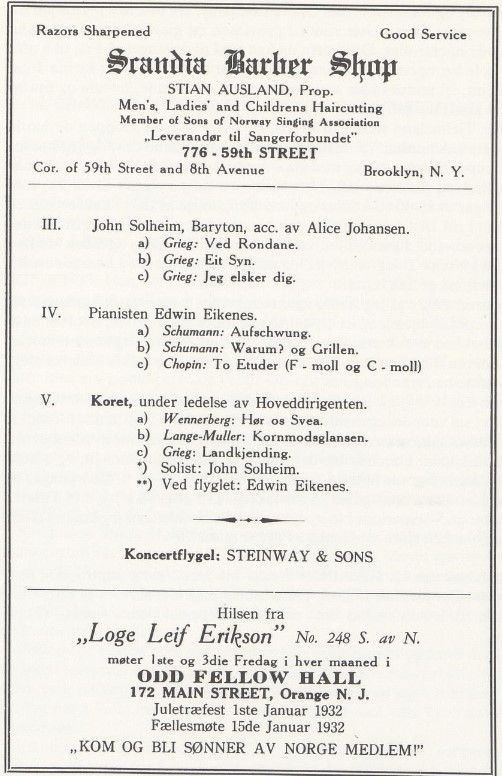 Razors Sharpened Good Service
Scandia Barber Shop
STIAN AUSLAND, Prop.
Men's, Ladies' and Childrens Haircutting
Member of Sons of Norway Singing Association
„Leverandør til Sangerforbundet"
776 - 59th STREET
Cor. of 59th Street and 8th Avenue Brooklyn, N. Y.
III. John Solheim, Baryton, acc. av Alice Johansen.
a) Grieg: Ved Rondane.
b) Grieg: Eit Syn.
c) Grieg: Jeg elsker dig.
IV. Pianisten Edwin Eikenes.
a) Schumann: Aufschwung.
b) Schumann: Warum? og Grillen.
c) Chopin: To Etuder (F - moll og C - moll)
V. Koret, under ledelse av Hoveddirigenten.
a) Wennerberg: Hør os Svea.
b) Lange-Muller: Kornmodsglansen.
c) Grieg: Landkjending.
*) Solist: John Solheim.
**) Ved flyglet: Edwin Eikenes.
Koncertflygel: STEINWAY & SONS
Hilsen fra
„Loge Leif Erikson" No. 248 S. av N.
møter 1ste og 3die Fredag i hver maaned i
ODD FELLOW HALL
172 MAIN STREET, Orange N. J.
Juletræfest 1ste Januar 1932
Fællesmøte 15de Januar 1932
„KOM OG BLI SØNNER AV NORGE MEDLEM!"